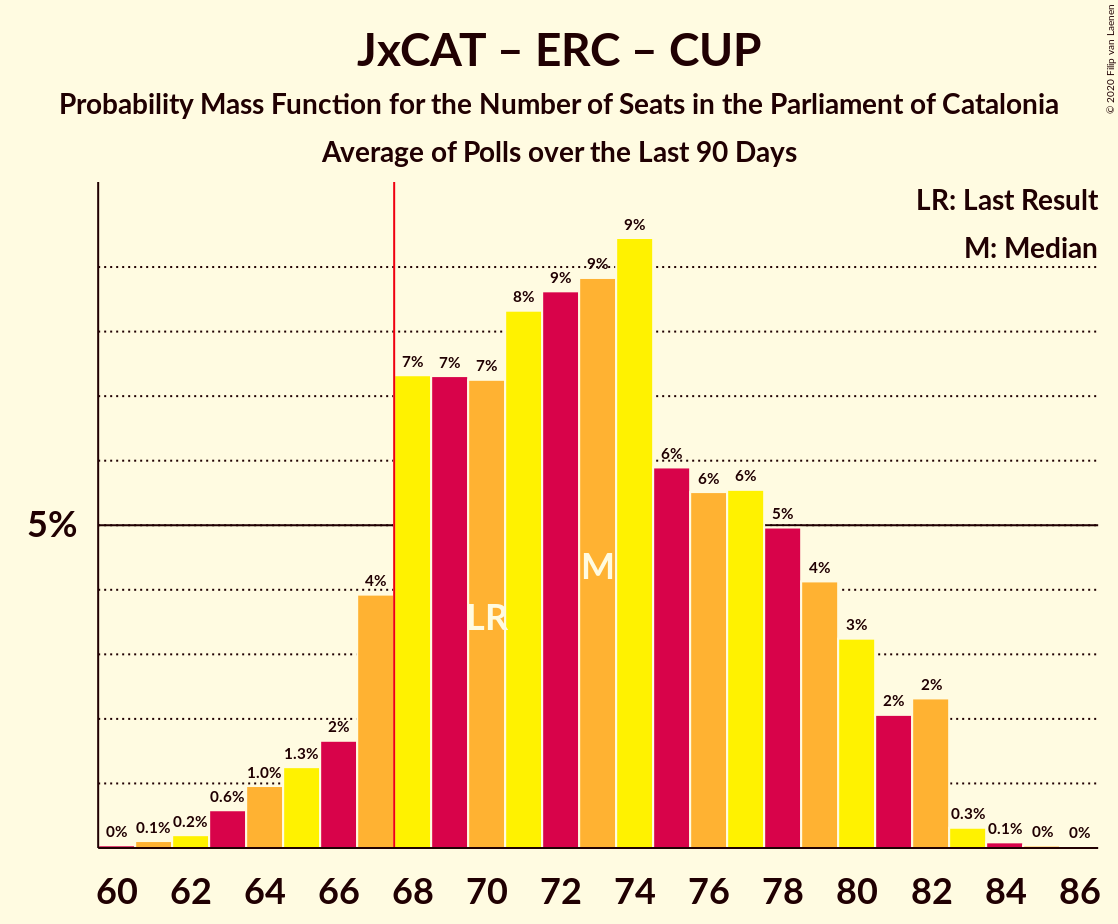 JxCAT – ERC – CUP
Probability Mass Function for the Number of Seats in the Parliament of Catalonia
Average of Polls over the Last 90 Days
© 2020 Filip van Laenen
LR: Last Result
M: Median
5%
0% 0.1% 0.2% 0.6% 1.0% 1.3% 2% 4% 7% 7% 7% 8% 9% 9% 9% 6% 6% 6% 5% 4% 3% 2% 2% 0.3% 0.1% 0% 0%
LR M
60 62 64 66 68 70 72 74 76 78 80 82 84 86